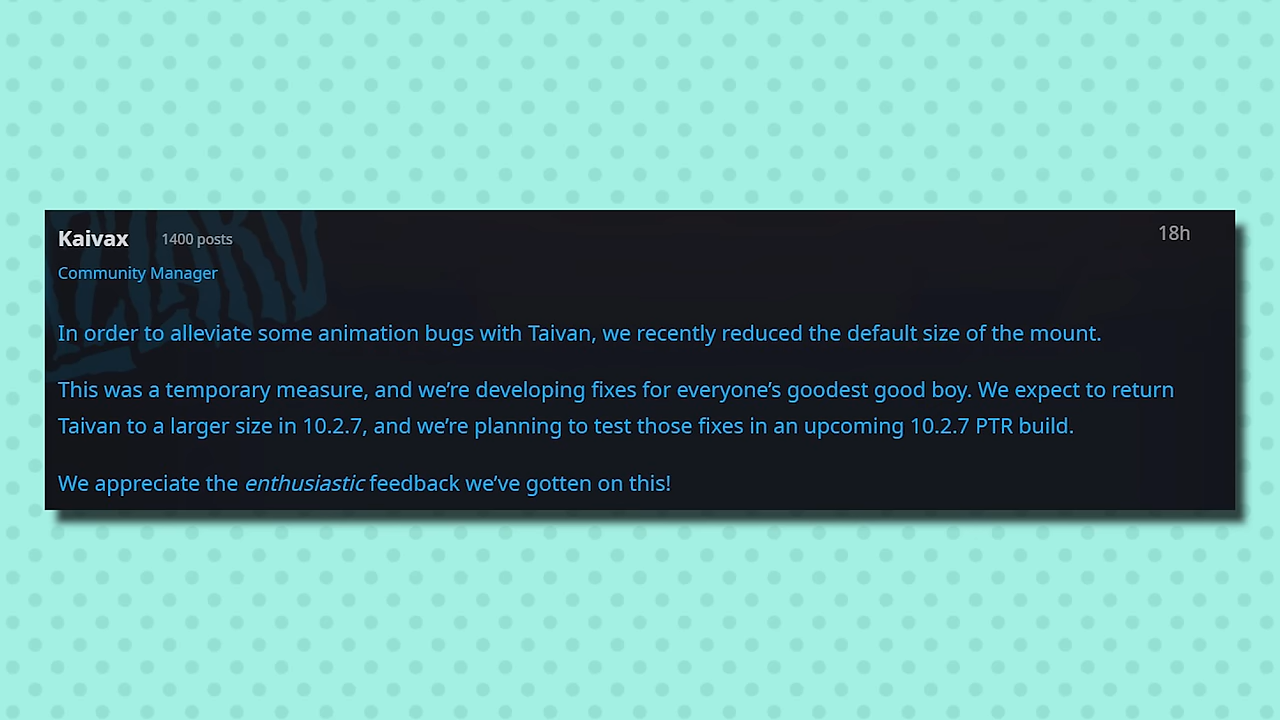 Kaivax 1400 posts 18h
Community Manager
In order to alleviate some animation bugs with Taivan, we recently reduced the default size of the mount.
This was a temporary measure, and we’re developing fixes for everyone’s goodest good boy. We expect to return
Taivan to a larger size in 10.2.7, and we’re planning to test those fixes in an upcoming 10.2.7 PTR build.
We appreciate the enthusiastic feedback we’ve gotten on this!